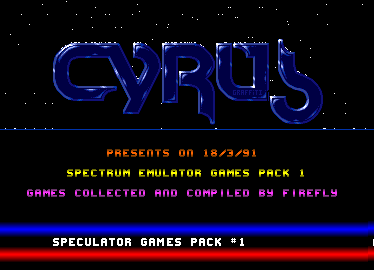 CYRUS
PRESENTS ON 18/3/91
SPECTRUM EMULATOR GAMES PACK 1
GAMES COLLECTED AND COMPILED BY FIREFLY
SPECULATOR GAMES PACK #1